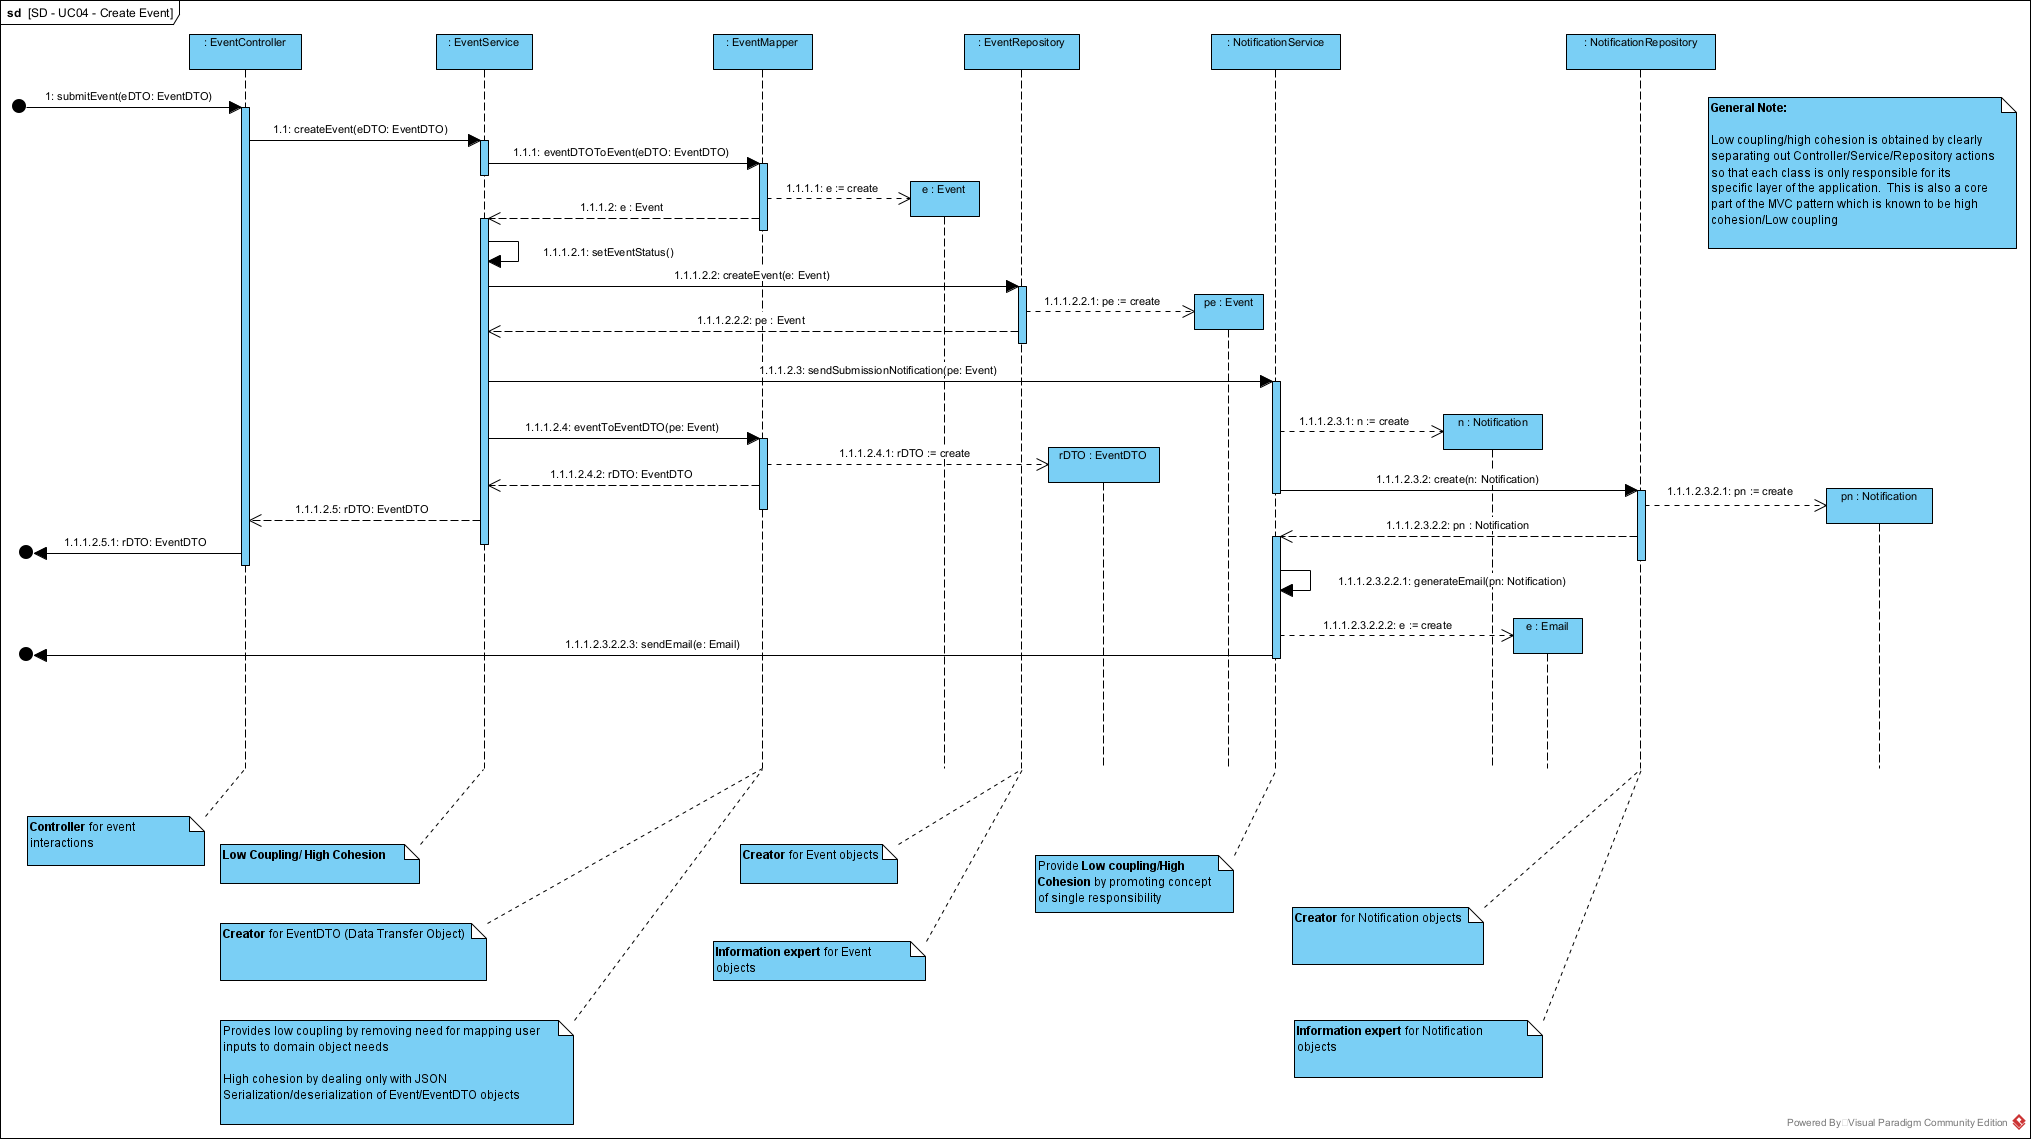 sd [SD - UC04 - Create Event]
: EventController
: EventService
: EventMapper
: EventRepository
: NotificationService
: NotificationRepository
1: submitEvent(eDTO: EventDTO)
General Note:
Low coupling/high cohesion is obtained by clearly
separating out Controller/Service/Repository actions
so that each class is only responsible for its
specific layer of the application. This is also a core
part of the MVC pattern which is known to be high
cohesion/Low coupling
1.1: createEvent(eDTO: EventDTO)
1.1.1: eventDTOToEvent(eDTO: EventDTO)
1.1.1.1: e := create
e : Event
1.1.1.2: e : Event
1.1.1.2.1: setEventStatus()
1.1.1.2.2: createEvent(e: Event)
1.1.1.2.2.1: pe := create
pe : Event
1.1.1.2.2.2: pe : Event
1.1.1.2.3: sendSubmissionNotification(pe: Event)
1.1.1.2.3.1: n := create
n : Notification
1.1.1.2.4: eventToEventDTO(pe: Event)
1.1.1.2.4.1: rDTO := create
rDTO : EventDTO
1.1.1.2.4.2: rDTO: EventDTO
1.1.1.2.3.2: create(n: Notification)
1.1.1.2.3.2.1: pn := create
pn : Notification
1.1.1.2.5: rDTO: EventDTO
1.1.1.2.3.2.2: pn : Notification
1.1.1.2.5.1: rDTO: EventDTO
1.1.1.2.3.2.2.1: generateEmail(pn: Notification)
1.1.1.2.3.2.2.2: e := create
e : Email
1.1.1.2.3.2.2.3: sendEmail(e: Email)
Controller for event
interactions
Low Coupling/ High Cohesion
Creator for Event objects
Provide Low coupling/High
Cohesion by promoting concept
of single responsibility
Creator for Notification objects
Creator for EventDTO (Data Transfer Object)
Information expert for Event
objects
Provides low coupling by removing need for mapping user
inputs to domain object needs
High cohesion by dealing only with JSON
Serialization/deserialization of Event/EventDTO objects
Information expert for Notification
objects
Powered By Visual Paradigm Community Edition